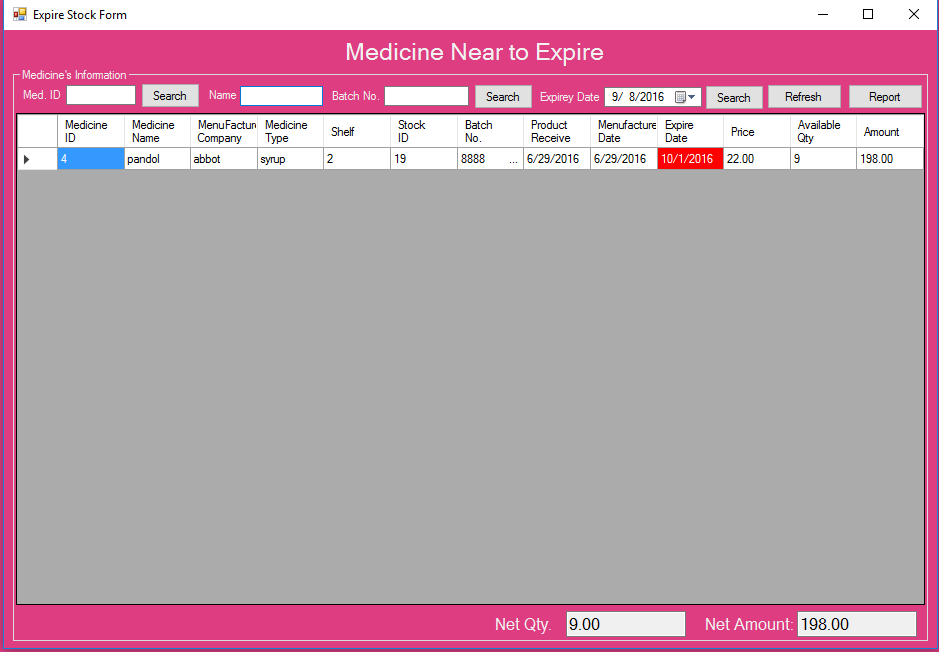 Expire Stock Form
Medicine Near to Expire
Medicine's Information
Med. ID Search Name Batch No. Search Expirey Date 9/ 8/2016 Search Refresh Report
Medicine ID Medicine Name MenuFactur Company Medicine Type Shelf Stock ID Batch No. Product Receive Menufacture Date Expire Date Price Available Qty Amount
4 pandol abbot syrup 2 19 8888 ... 6/29/2016 6/29/2016 10/1/2016 22.00 9 198.00
Net Qty. 9.00 Net Amount: 198.00